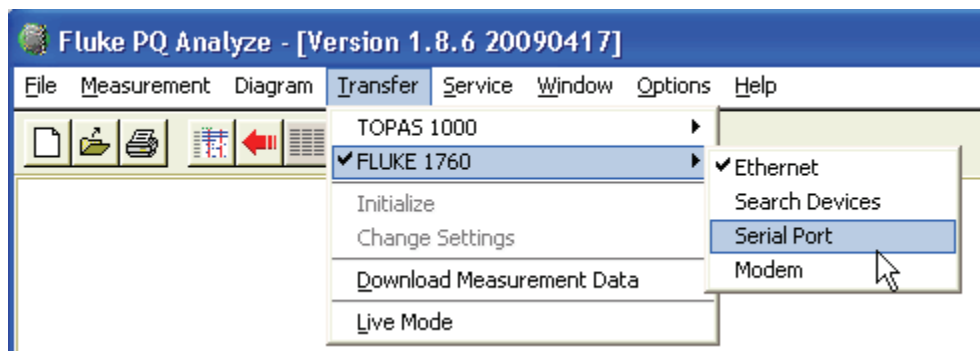 Fluke PQ Analyze - [Version 1.8.6 20090417]
File Measurement Diagram Transfer Service Window Options Help
TOPAS 1000
FLUKE 1760
Initialize
Change Settings
Download Measurement Data
Live Mode
Ethernet
Search Devices
Serial Port
Modem